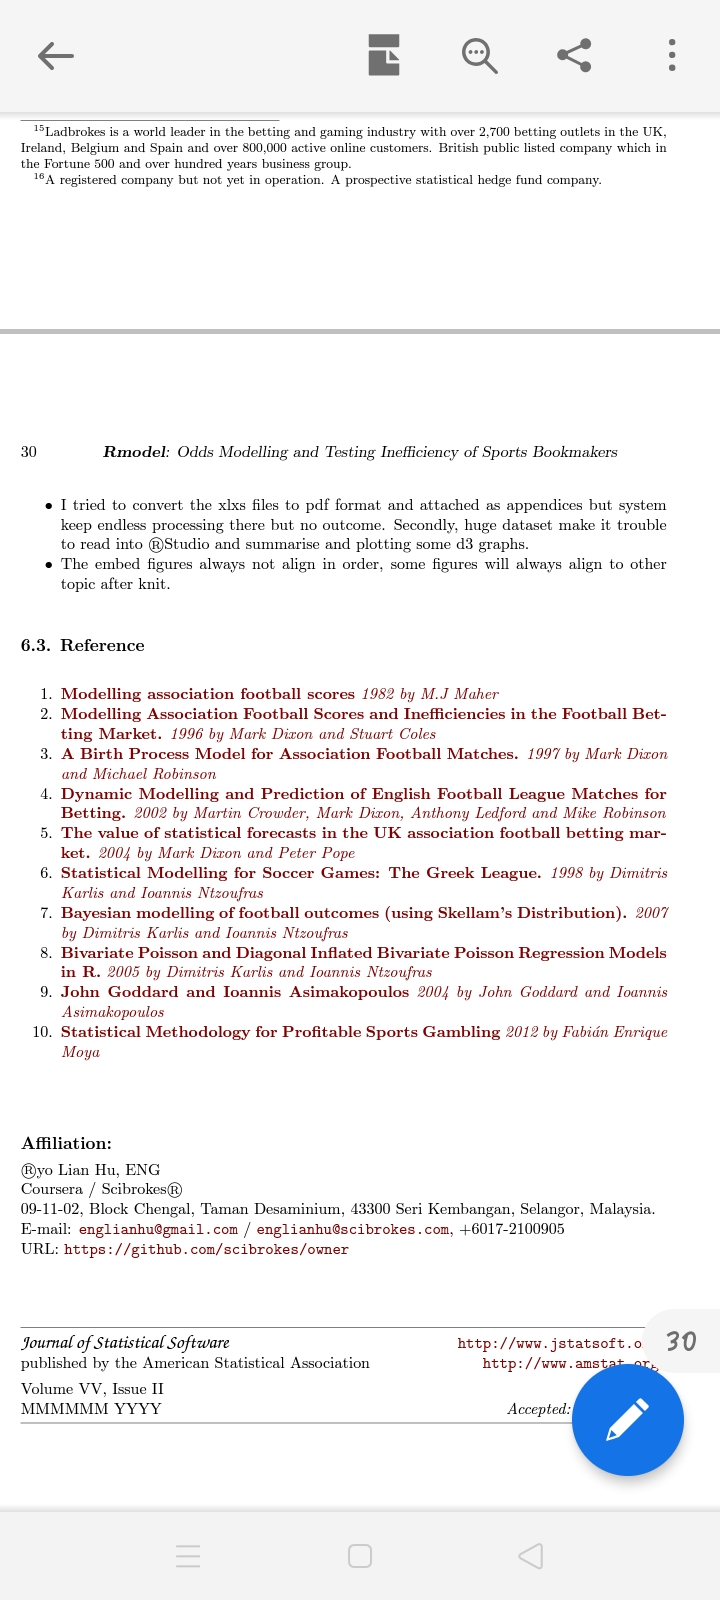 15Ladbrokes is a world leader in the betting and gaming industry with over 2,700 betting outlets in the UK,
Ireland, Belgium and Spain and over 800,000 active online customers. British public listed company which in
the Fortune 500 and over hundred years business group.
16A registered company but not yet in operation. A prospective statistical hedge fund company.
30 Rmodel: Odds Modelling and Testing Inefficiency of Sports Bookmakers
• I tried to convert the xlxs files to pdf format and attached as appendices but system
keep endless processing there but no outcome. Secondly, huge dataset make it trouble
to read into ®Studio and summarise and plotting some d3 graphs.
• The embed figures always not align in order, some figures will always align to other
topic after knit.
6.3. Reference
1. Modelling association football scores 1982 by M.J Maher
2. Modelling Association Football Scores and Inefficiencies in the Football Bet-
ting Market. 1996 by Mark Dixon and Stuart Coles
3. A Birth Process Model for Association Football Matches. 1997 by Mark Dixon
and Michael Robinson
4. Dynamic Modelling and Prediction of English Football League Matches for
Betting. 2002 by Martin Crowder, Mark Dixon, Anthony Ledford and Mike Robinson
5. The value of statistical forecasts in the UK association football betting mar-
ket. 2004 by Mark Dixon and Peter Pope
6. Statistical Modelling for Soccer Games: The Greek League. 1998 by Dimitris
Karlis and Ioannis Ntzoufras
7. Bayesian modelling of football outcomes (using Skellam's Distribution). 2007
by Dimitris Karlis and Ioannis Ntzoufras
8. Bivariate Poisson and Diagonal Inflated Bivariate Poisson Regression Models
in R. 2005 by Dimitris Karlis and Ioannis Ntzoufras
9. John Goddard and Ioannis Asimakopoulos 2004 by John Goddard and Ioannis
Asimakopoulos
10. Statistical Methodology for Profitable Sports Gambling 2012 by Fabián Enrique
Moya
Affiliation:
®yo Lian Hu, ENG
Coursera / Scibrokes®
09-11-02, Block Chengal, Taman Desaminium, 43300 Seri Kembangan, Selangor, Malaysia.
E-mail: englianhu@gmail.com / englianhu@scibrokes.com, +6017-2100905
URL: https://github.com/scibrokes/owner
Journal of Statistical Software http://www.jstatsoft.o
30
published by the American Statistical Association http://www.amstat.org
Volume VV, Issue II
MMMMMM YYYY Accepted: